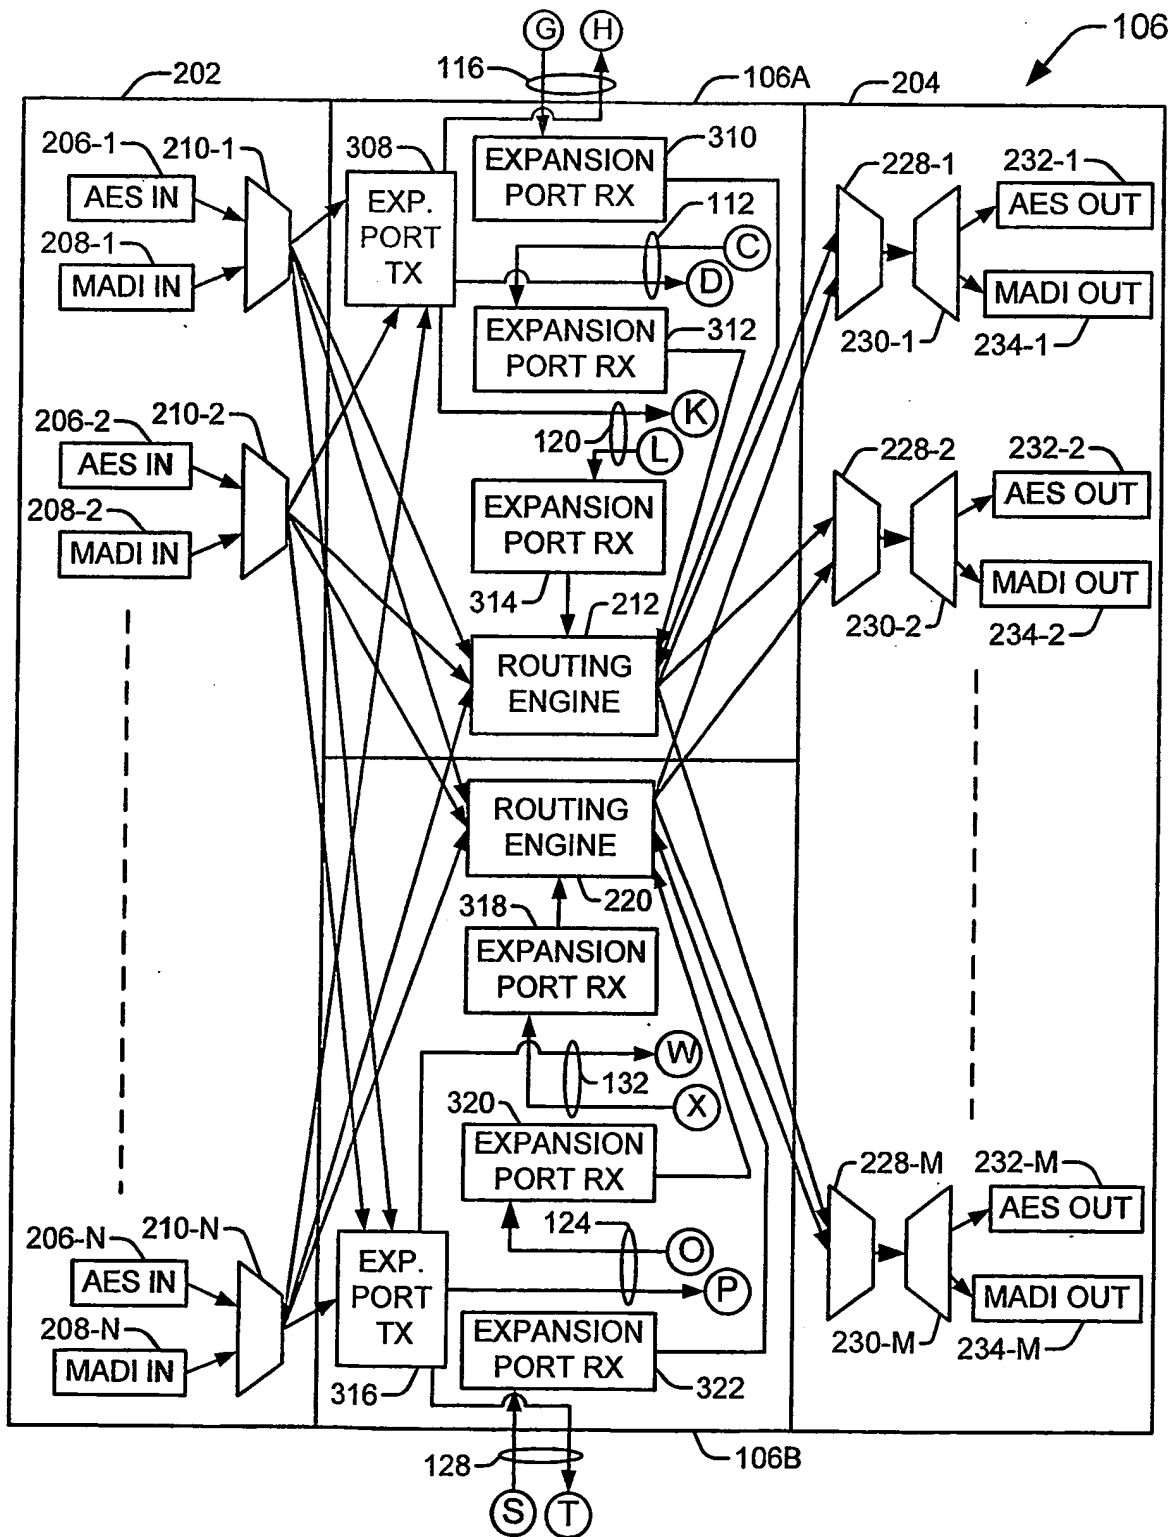 106
G
H
116
202
106A
204
206-1
210-1
308
310
228-1
232-1
AES IN
EXPANSION
PORT RX
AES OUT
EXP.
PORT
TX
112
C
D
208-1
MADI IN
MADI OUT
EXPANSION
PORT RX
312
230-1
234-1
K
120
L
206-2
210-2
228-2
232-2
AES IN
AES OUT
208-2
MADI IN
EXPANSION
PORT RX
MADI OUT
314
212
230-2
234-2
ROUTING
ENGINE
ROUTING
ENGINE
220
318
EXPANSION
PORT RX
W
132
X
320
EXPANSION
PORT RX
228-M
232-M
AES OUT
206-N
210-N
124
O
P
AES IN
EXP.
PORT
TX
MADI OUT
208-N
MADI IN
EXPANSION
PORT RX
230-M
234-M
316
322
128
106B
S
T